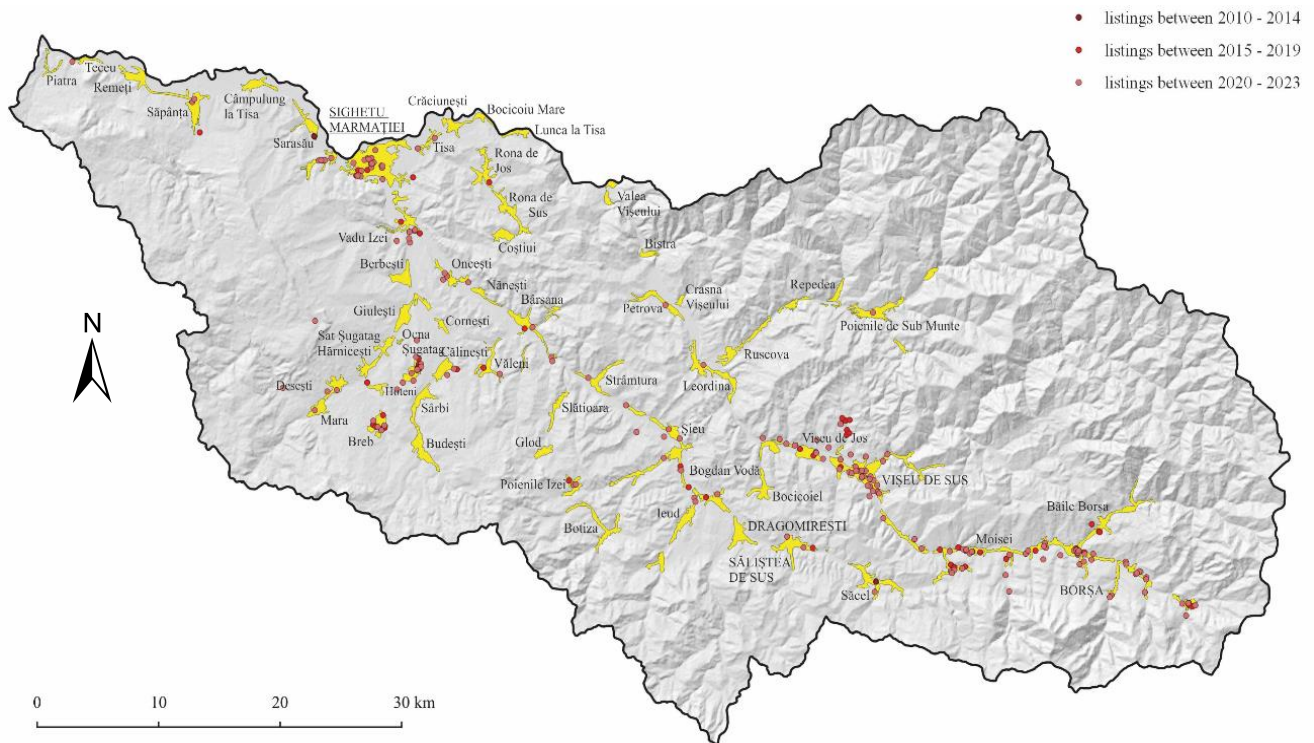 listings between 2010 - 2014
listings between 2015 - 2019
listings between 2020 - 2023
Piatra
Teceu
Remeți
Săpânța
Câmpulung
la Tisa
Sarasău
SIGHETU
MARMAȚIEI
Crăciunești
Bocicoiu Mare
Lunca la Tisa
Tisa
Rona de
Jos
Rona de
Sus
Coștiui
Valea
Vișeului
Bistra
Vadu Izei
Berbești
Oncești
Nănești
Bârsana
Giulești
Cornești
Petrova
Crasna
Vișeului
Repedea
Poienile de Sub Munte
Ruscova
Leordina
N
Sat Șugatag
Hărnicești
Ocna
Șugatag
Călinești
Văleni
Desești
Hoteni
Mara
Sârbi
Breb
Budești
Strâmtura
Slătioara
Glod
Șieu
Bogdan Vodă
Poienile Izei
Botiza
Ieud
Vișeu de Jos
VIȘEU DE SUS
Bocicoiel
DRAGOMIREȘTI
SĂLIȘTEA
DE SUS
Săcel
Moisei
Băile Borșa
BORȘA
0 10 20 30 km